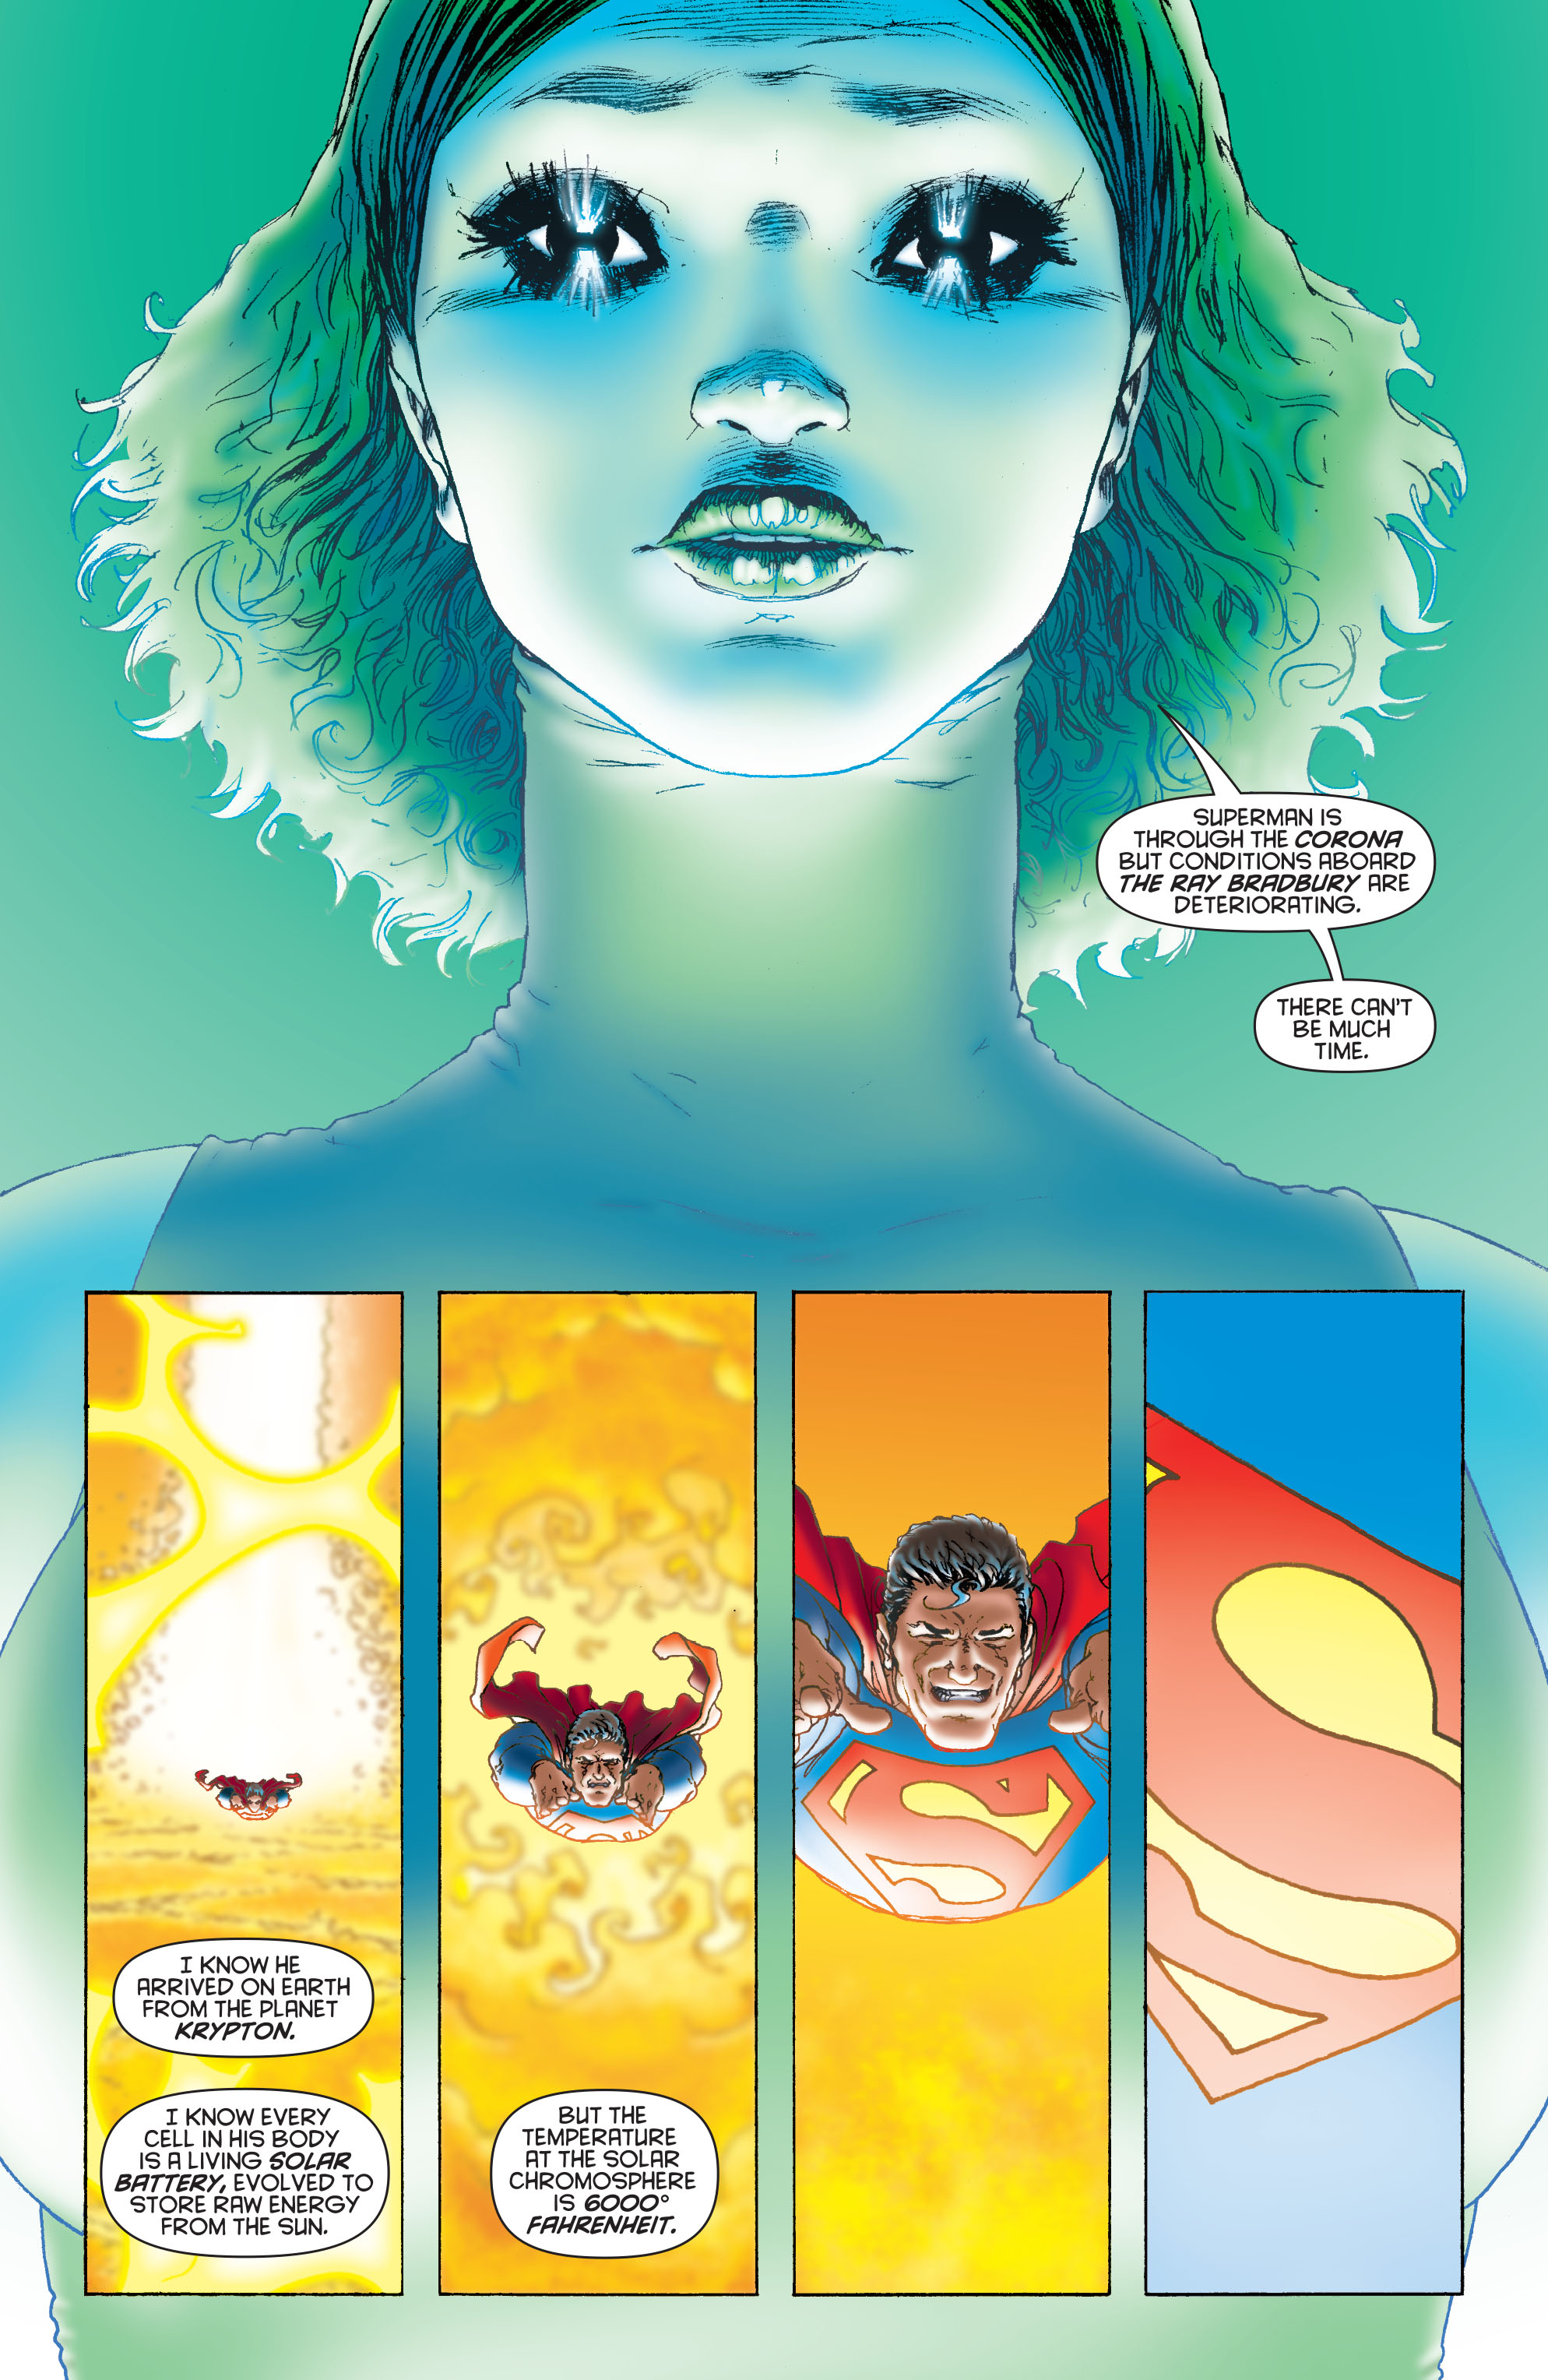 SUPERMAN IS
THROUGH THE CORONA
BUT CONDITIONS ABOARD
THE RAY BRADBURY ARE
DETERIORATING.
THERE CAN'T
BE MUCH
TIME.
I KNOW HE
ARRIVED ON EARTH
FROM THE PLANET
KRYPTON.
I KNOW EVERY
CELL IN HIS BODY
IS A LIVING SOLAR
BATTERY, EVOLVED TO
STORE RAW ENERGY
FROM THE SUN.
BUT THE
TEMPERATURE
AT THE SOLAR
CHROMOSPHERE
IS 6000°
FAHRENHEIT.
S
S